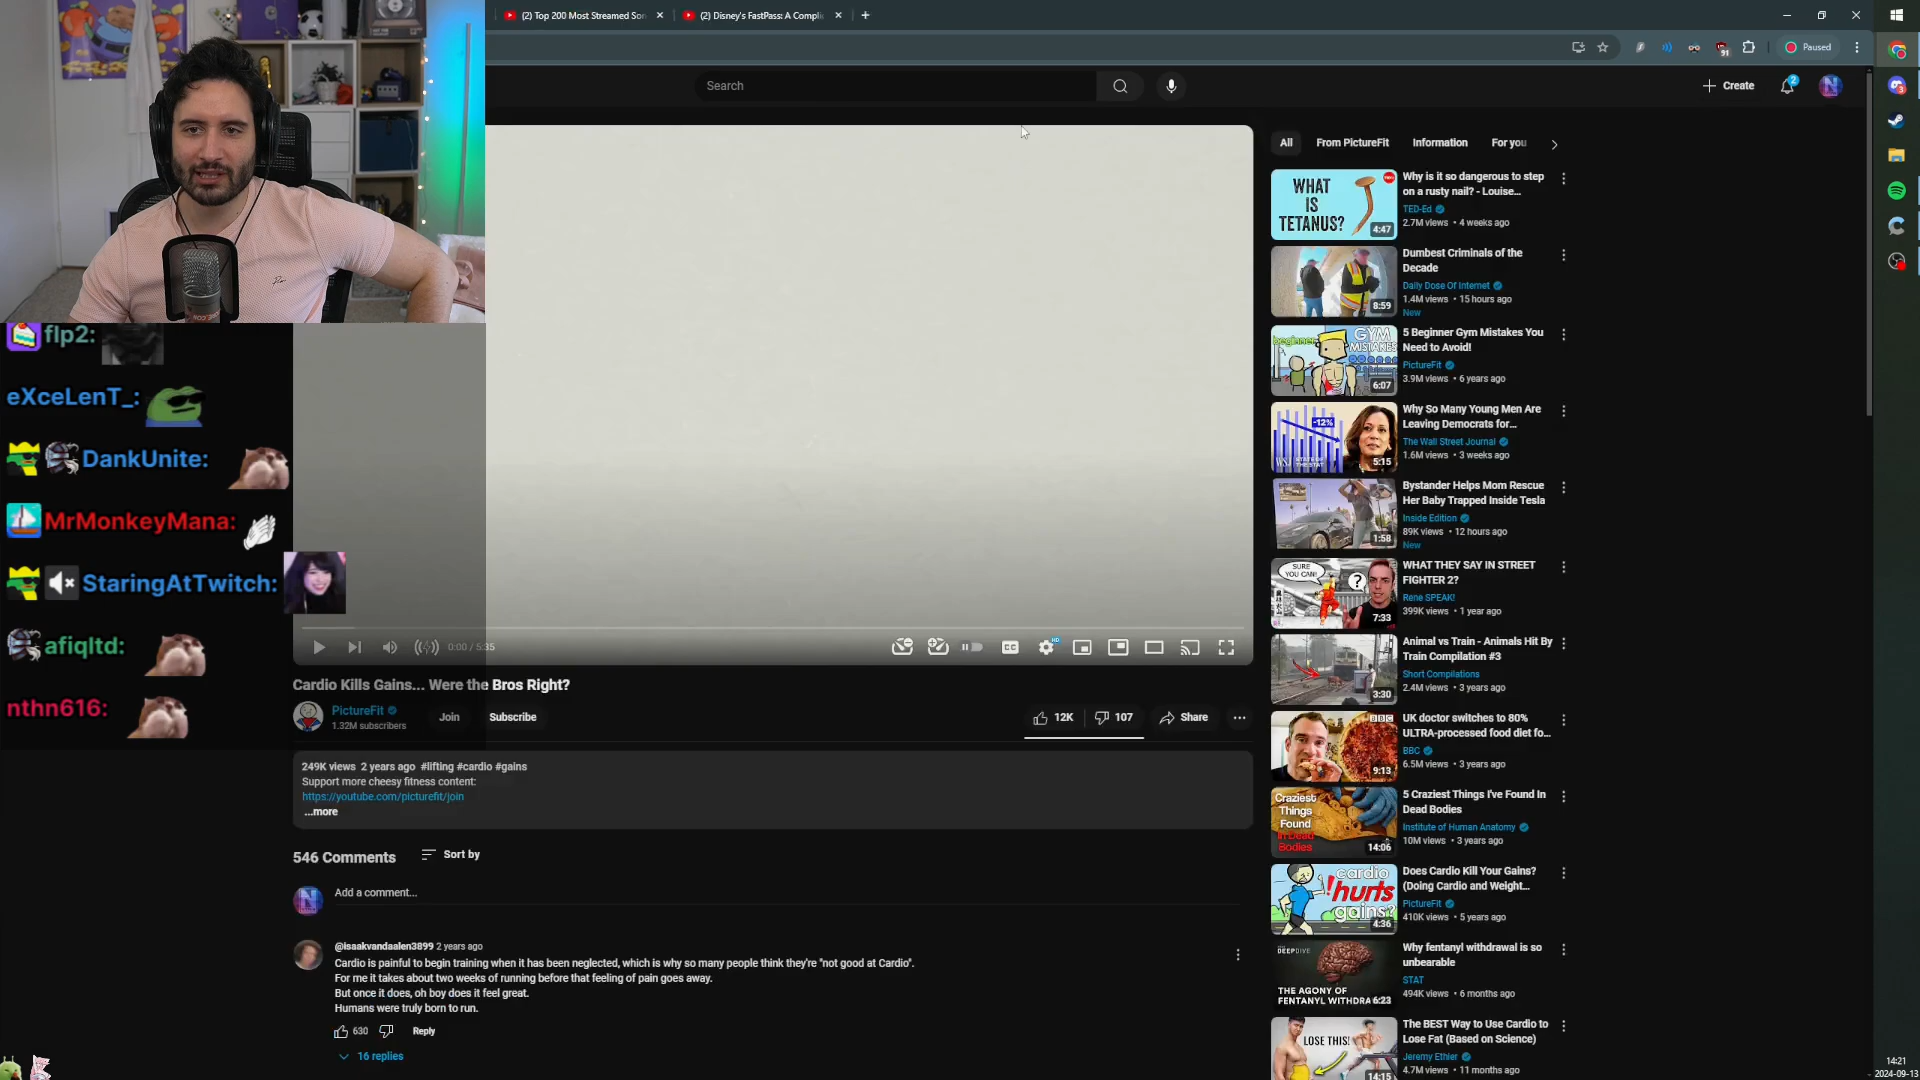 (2) Top 200 Most Streamed Son
(2) Disney's FastPass: A Compli
Paused
Search
Create
2
N
flp2:
eXceLenT_:
DankUnite:
MrMonkeyMana:
StaringAtTwitch:
afiqltd:
nthn616:
0:00 / 5:35
CC
HD
Cardio Kills Gains... Were the Bros Right?
PictureFit
1.32M subscribers
Join
Subscribe
12K
107
Share
249K views 2 years ago #lifting #cardio #gains
Support more cheesy fitness content:
https://youtube.com/picturefit/join
...more
546 Comments
Sort by
N
Add a comment...
@isaakvandaalen3899 2 years ago
Cardio is painful to begin training when it has been neglected, which is why so many people think they're "not good at Cardio".
For me it takes about two weeks of running before that feeling of pain goes away.
But once it does, oh boy does it feel great.
Humans were truly born to run.
630
Reply
16 replies
All
From PictureFit
Information
For you
WHAT
IS
TETANUS?
4:47
Why is it so dangerous to step
on a rusty nail? - Louise...
TED-Ed
2.7M views • 4 weeks ago
8:59
Dumbest Criminals of the
Decade
Daily Dose Of Internet
1.4M views • 15 hours ago
New
beginner
GYM
MISTAKES
6:07
5 Beginner Gym Mistakes You
Need to Avoid!
PictureFit
3.9M views • 6 years ago
-12%
WSJ
STATE OF THE STAT
5:15
Why So Many Young Men Are
Leaving Democrats for...
The Wall Street Journal
1.6M views • 3 weeks ago
1:58
Bystander Helps Mom Rescue
Her Baby Trapped Inside Tesla
Inside Edition
89K views • 12 hours ago
New
SURE
YOU CAN!
?
7:33
WHAT THEY SAY IN STREET
FIGHTER 2?
Rene SPEAK!
399K views • 1 year ago
3:30
Animal vs Train - Animals Hit By
Train Compilation #3
Short Compilations
2.4M views • 3 years ago
BBC
9:13
UK doctor switches to 80%
ULTRA-processed food diet fo...
BBC
6.5M views • 3 years ago
Craziest
Things
Found
In Dead
Bodies
14:06
5 Craziest Things I've Found In
Dead Bodies
Institute of Human Anatomy
10M views • 3 years ago
cardio
!hurts
gains?
4:36
Does Cardio Kill Your Gains?
(Doing Cardio and Weight...
PictureFit
410K views • 5 years ago
DEEPDIVE
THE AGONY OF
FENTANYL WITHDRA
6:23
Why fentanyl withdrawal is so
unbearable
STAT
494K views • 6 months ago
LOSE THIS!
14:15
The BEST Way to Use Cardio to
Lose Fat (Based on Science)
Jeremy Ethier
4.7M views • 11 months ago
14:21
2024-09-13